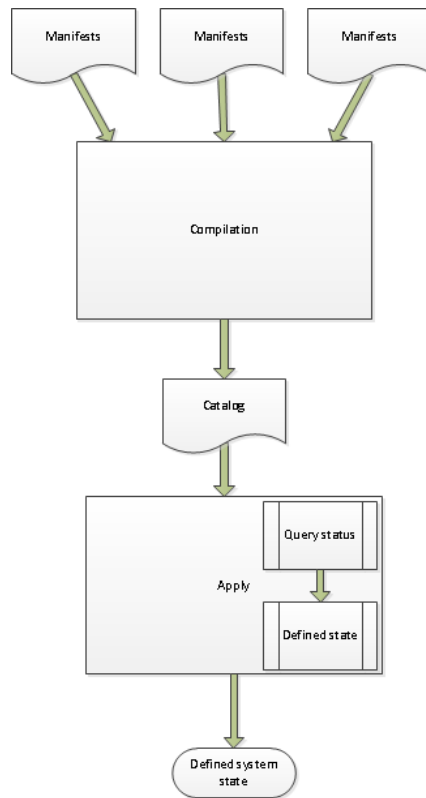 Manifests
Manifests
Manifests
Compilation
Catalog
Query status
Apply
Defined state
Defined system
state